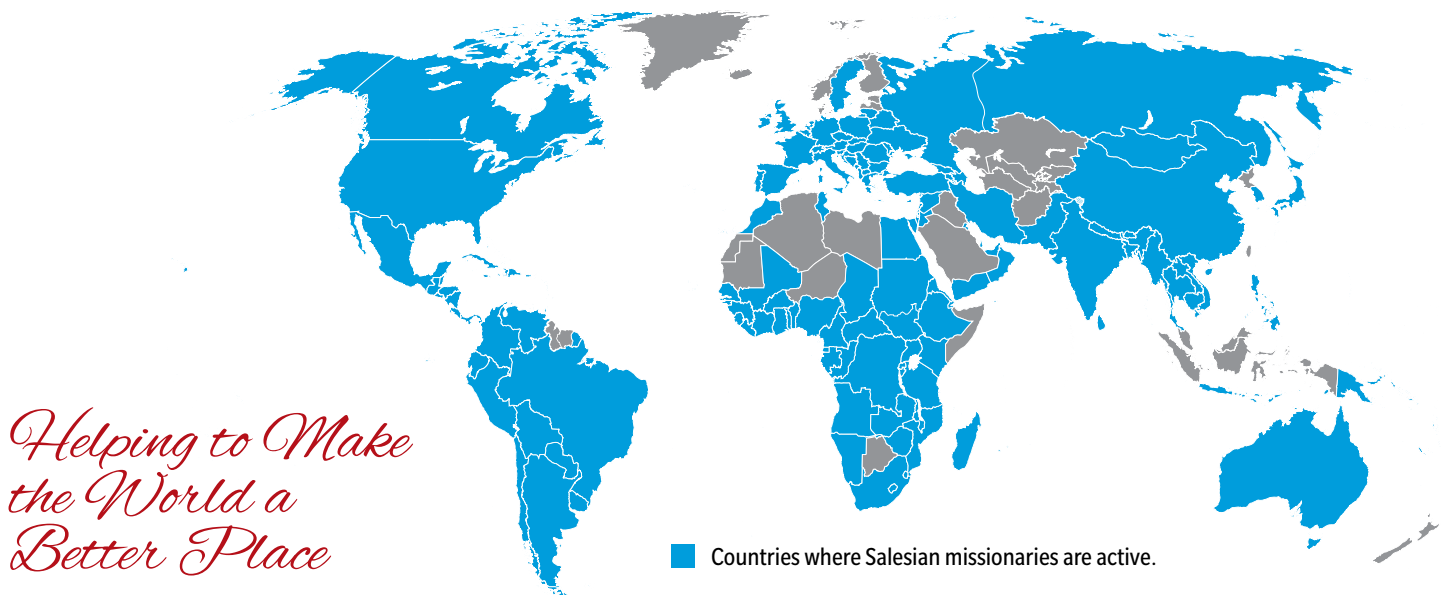 Helping to Make
the World a
Better Place
Countries where Salesian missionaries are active.